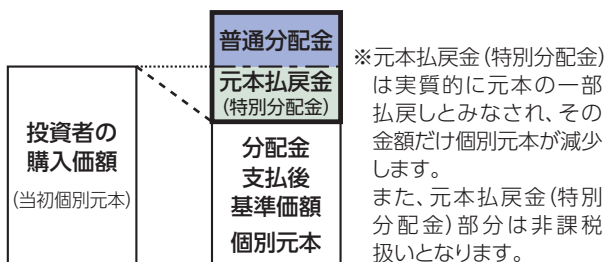 普通分配金
元本払戻金
(特別分配金)
投資者の
購入価額
(当初個別元本)
分配金
支払後
基準価額
個別元本
※元本払戻金(特別分配金)
は実質的に元本の一部
払戻しとみなされ、その
金額だけ個別元本が減少
します。
また、元本払戻金(特別
分配金)部分は非課税
扱いとなります。